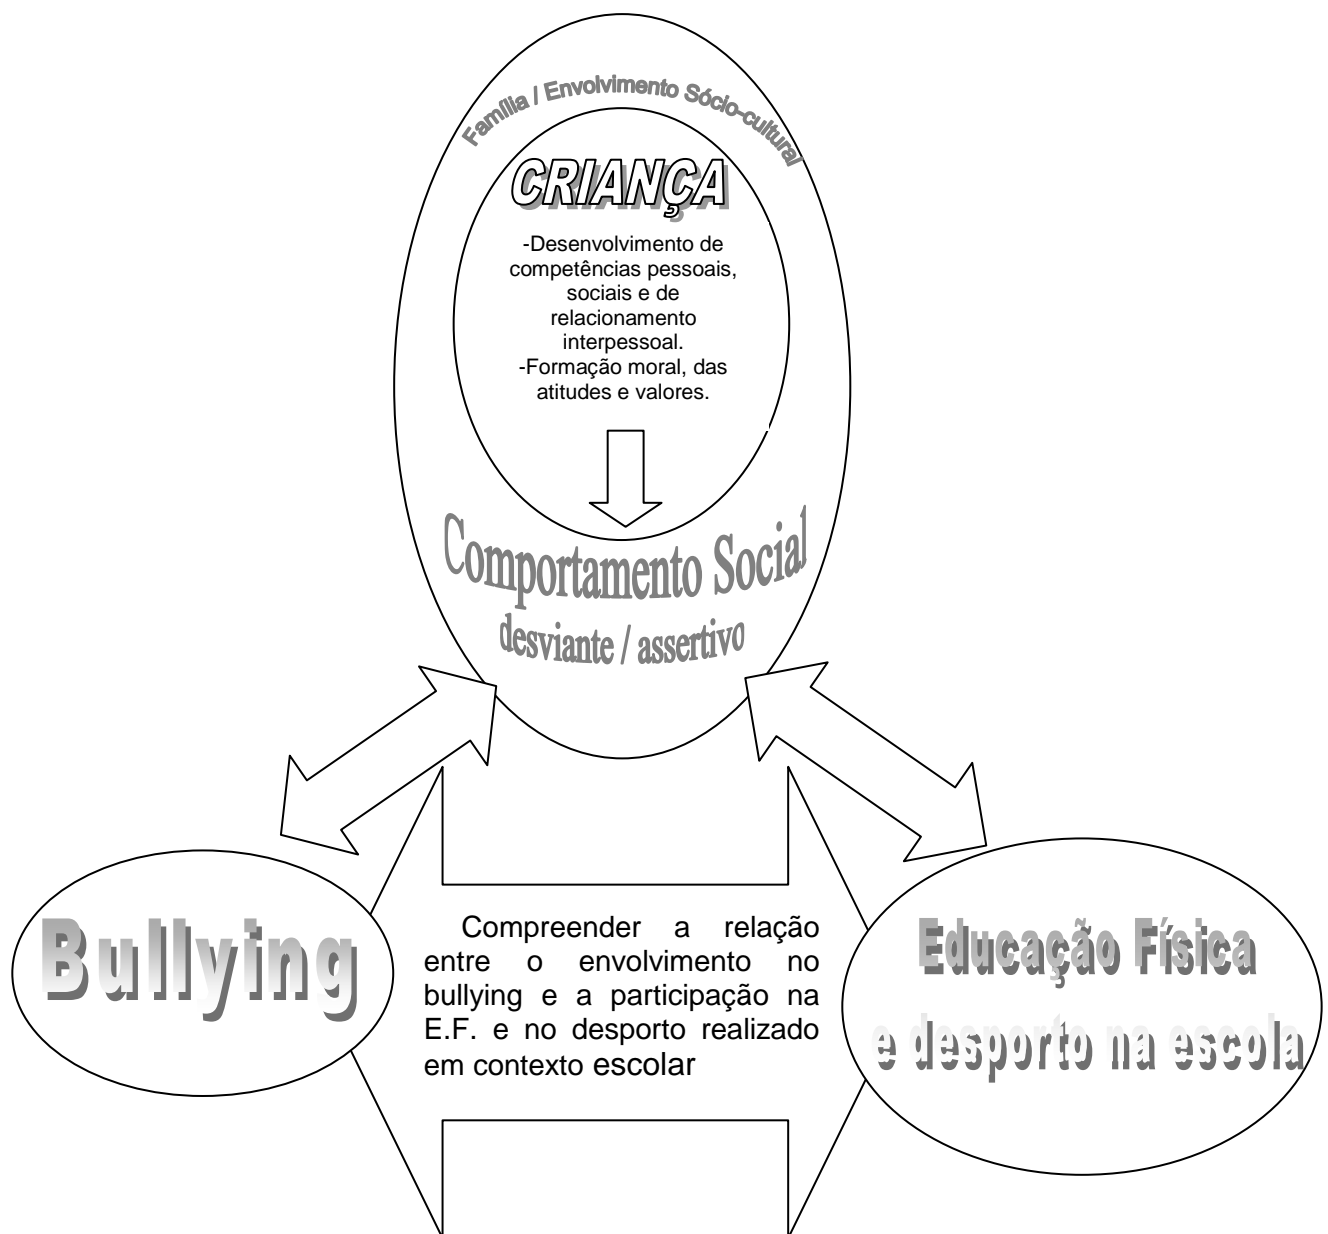 Família / Envolvimento Sócio-cultural
CRIANÇA
-Desenvolvimento de
competências pessoais,
sociais e de
relacionamento
interpessoal.
-Formação moral, das
atitudes e valores.
Comportamento Social
desviante / assertivo
Bullying
Compreender a relação
entre o envolvimento no
bullying e a participação na
E.F. e no desporto realizado
em contexto escolar
Educação Física
e desporto na escola